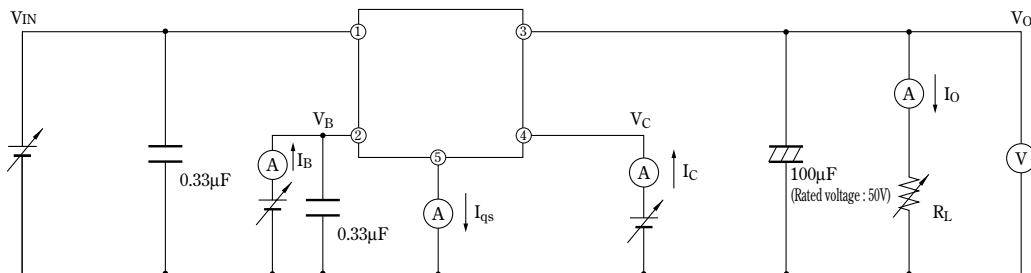 VIN
VO
1
3
A
IO
VB
VC
2
4
5
A
IB
A
IC
0.33μF
100μF
(Rated voltage : 50V)
V
A
Iqs
RL
0.33μF